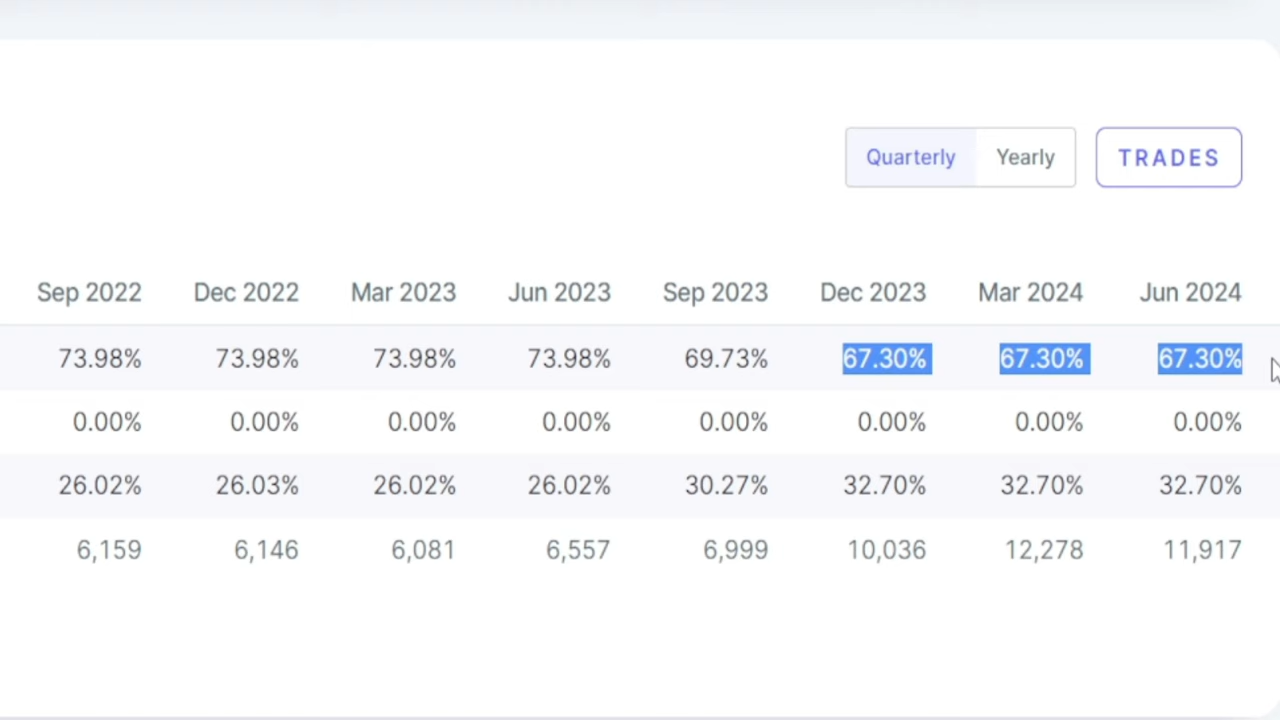 Quarterly Yearly TRADES
Sep 2022 Dec 2022 Mar 2023 Jun 2023 Sep 2023 Dec 2023 Mar 2024 Jun 2024
73.98% 73.98% 73.98% 73.98% 69.73% 67.30% 67.30% 67.30%
0.00% 0.00% 0.00% 0.00% 0.00% 0.00% 0.00% 0.00%
26.02% 26.03% 26.02% 26.02% 30.27% 32.70% 32.70% 32.70%
6,159 6,146 6,081 6,557 6,999 10,036 12,278 11,917